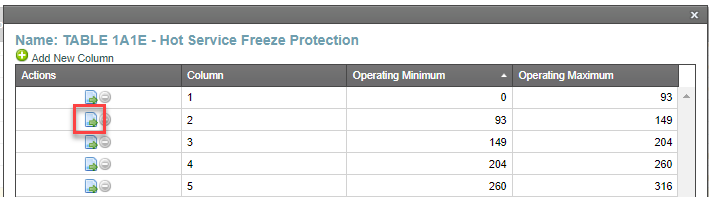 Name: TABLE 1A1E - Hot Service Freeze Protection
Add New Column
Actions Column Operating Minimum Operating Maximum
1 0 93
2 93 149
3 149 204
4 204 260
5 260 316